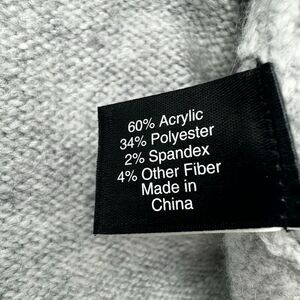 60% Acrylic
34% Polyester
2% Spandex
4% Other Fiber
Made in
China